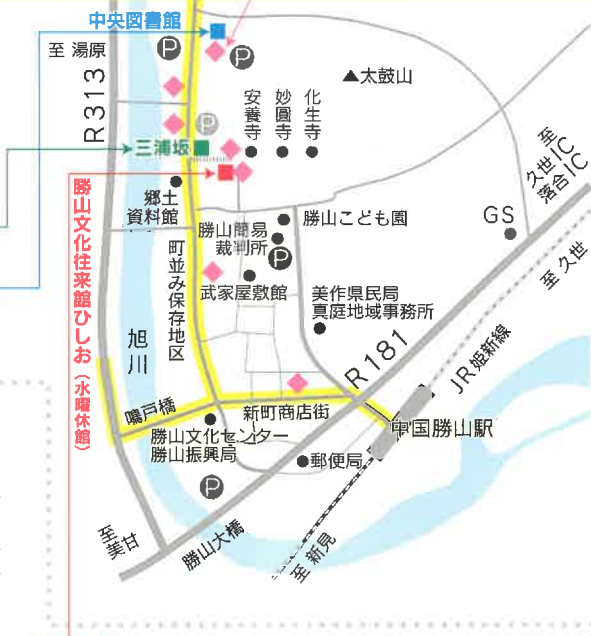 中央図書館
至 湯原
P
P
R313
▲太鼓山
安養寺
妙圓寺
化生寺
P
三浦坂
至
久世IC
落合IC
郷土
資料館
勝山こども園
GS
勝山簡易
裁判所
P
至 久世
町並み保存地区
武家屋敷館
美作県民局
真庭地域事務所
勝山文化往来館ひしお（水曜休館）
旭川
R181
JR姫新線
鳴戸橋
新町商店街
中国勝山駅
勝山文化センター
勝山振興局
郵便局
P
至
美甘
勝山大橋
至 新見